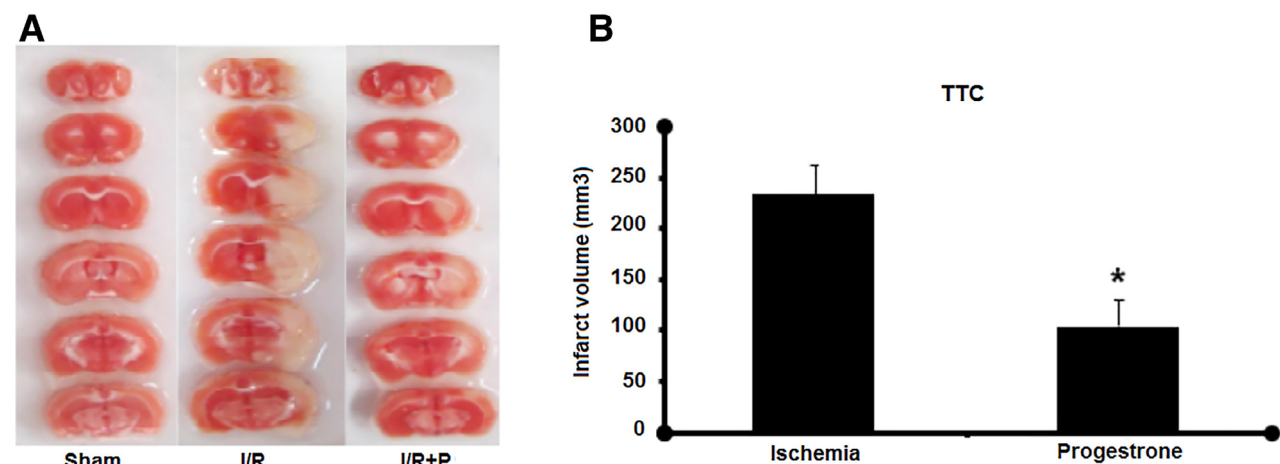 A
B
TTC
300
250
200
150
100
50
0
Infarct volume (mm3)
*
Ischemia
Progestrone
Sham
I/R
I/R+P